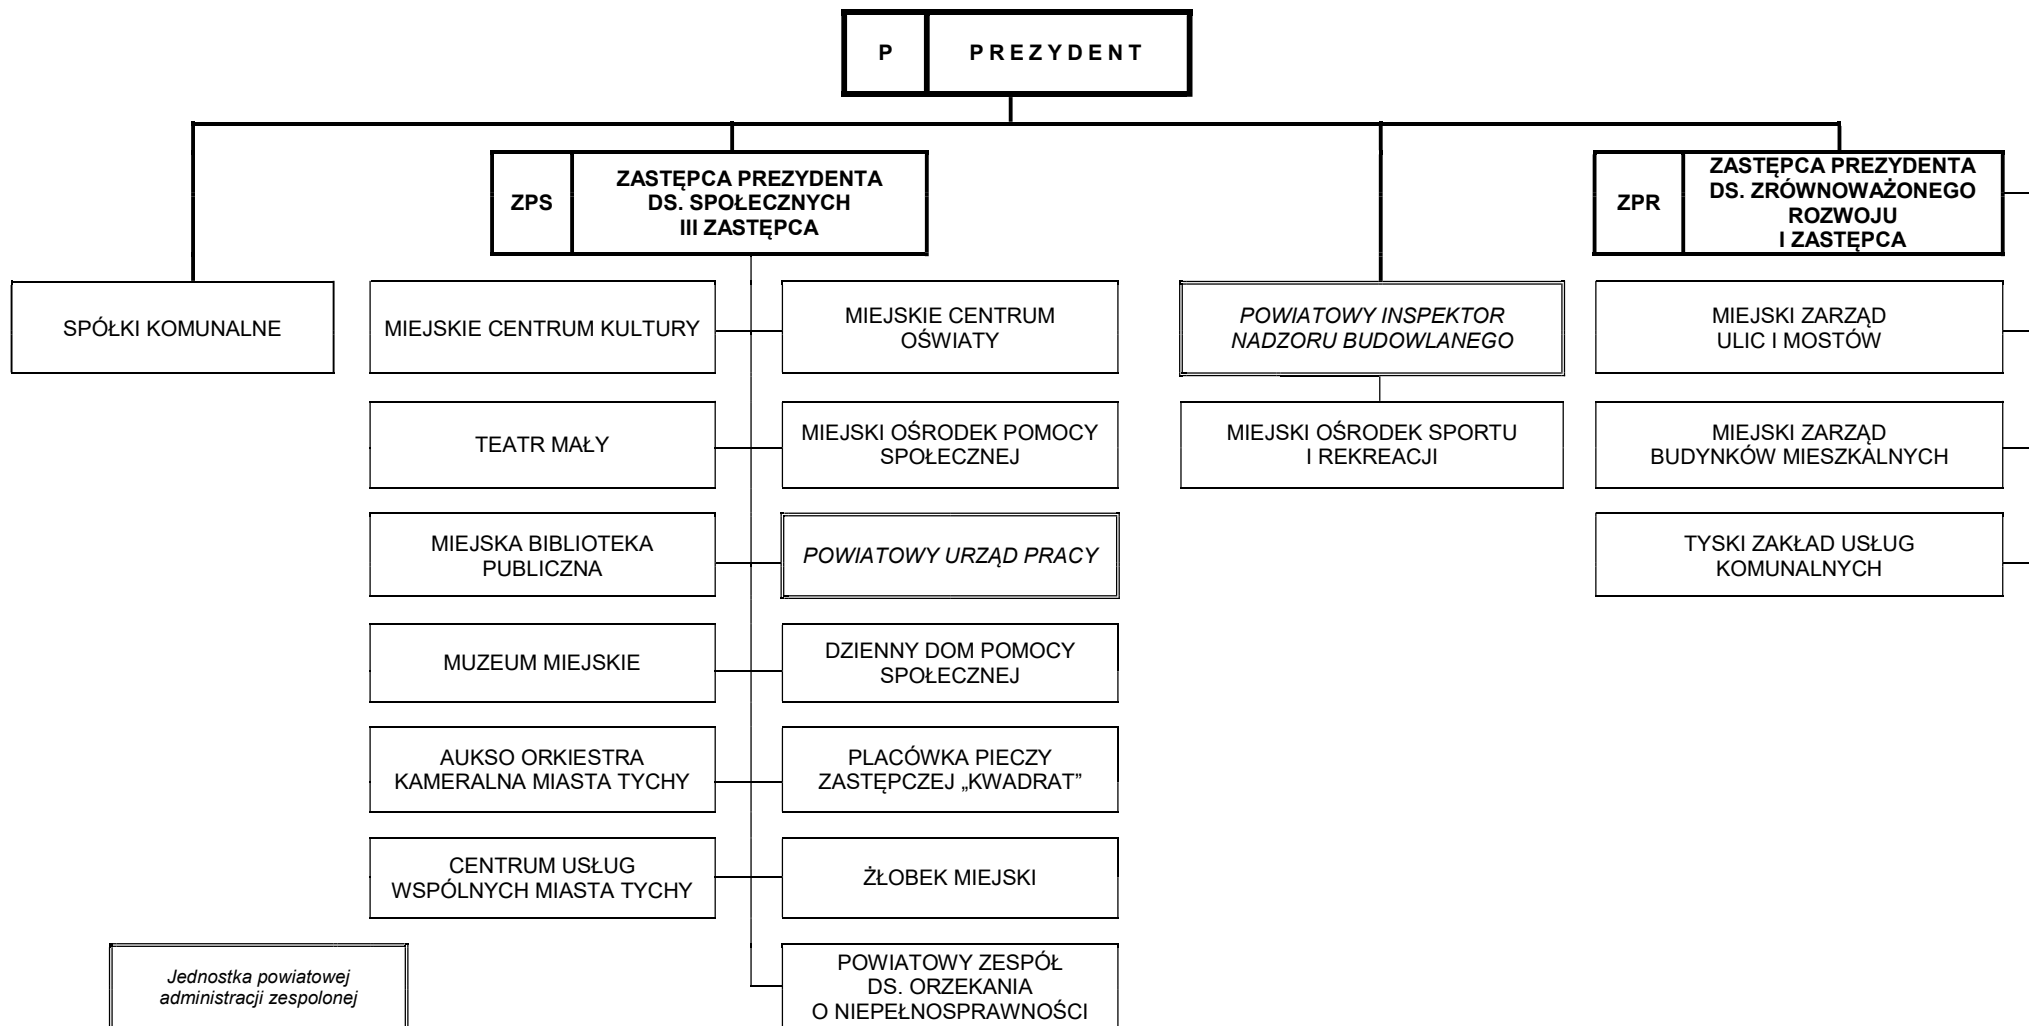 P
PREZYDENT
ZPS
ZASTĘPCA PREZYDENTA
DS. SPOŁECZNYCH
III ZASTĘPCA
ZPR
ZASTĘPCA PREZYDENTA
DS. ZRÓWNOWAŻONEGO
ROZWOJU
I ZASTĘPCA
SPÓŁKI KOMUNALNE
MIEJSKIE CENTRUM KULTURY
MIEJSKIE CENTRUM
OŚWIATY
POWIATOWY INSPEKTOR
NADZORU BUDOWLANEGO
MIEJSKI ZARZĄD
ULIC I MOSTÓW
TEATR MAŁY
MIEJSKI OŚRODEK POMOCY
SPOŁECZNEJ
MIEJSKI OŚRODEK SPORTU
I REKREACJI
MIEJSKI ZARZĄD
BUDYNKÓW MIESZKALNYCH
MIEJSKA BIBLIOTEKA
PUBLICZNA
POWIATOWY URZĄD PRACY
TYSKI ZAKŁAD USŁUG
KOMUNALNYCH
MUZEUM MIEJSKIE
DZIENNY DOM POMOCY
SPOŁECZNEJ
AUKSO ORKIESTRA
KAMERALNA MIASTA TYCHY
PLACÓWKA PIECZY
ZASTĘPCZEJ „KWADRAT”
CENTRUM USŁUG
WSPÓLNYCH MIASTA TYCHY
ŻŁOBEK MIEJSKI
Jednostka powiatowej
administracji zespolonej
POWIATOWY ZESPÓŁ
DS. ORZEKANIA
O NIEPEŁNOSPRAWNOŚCI